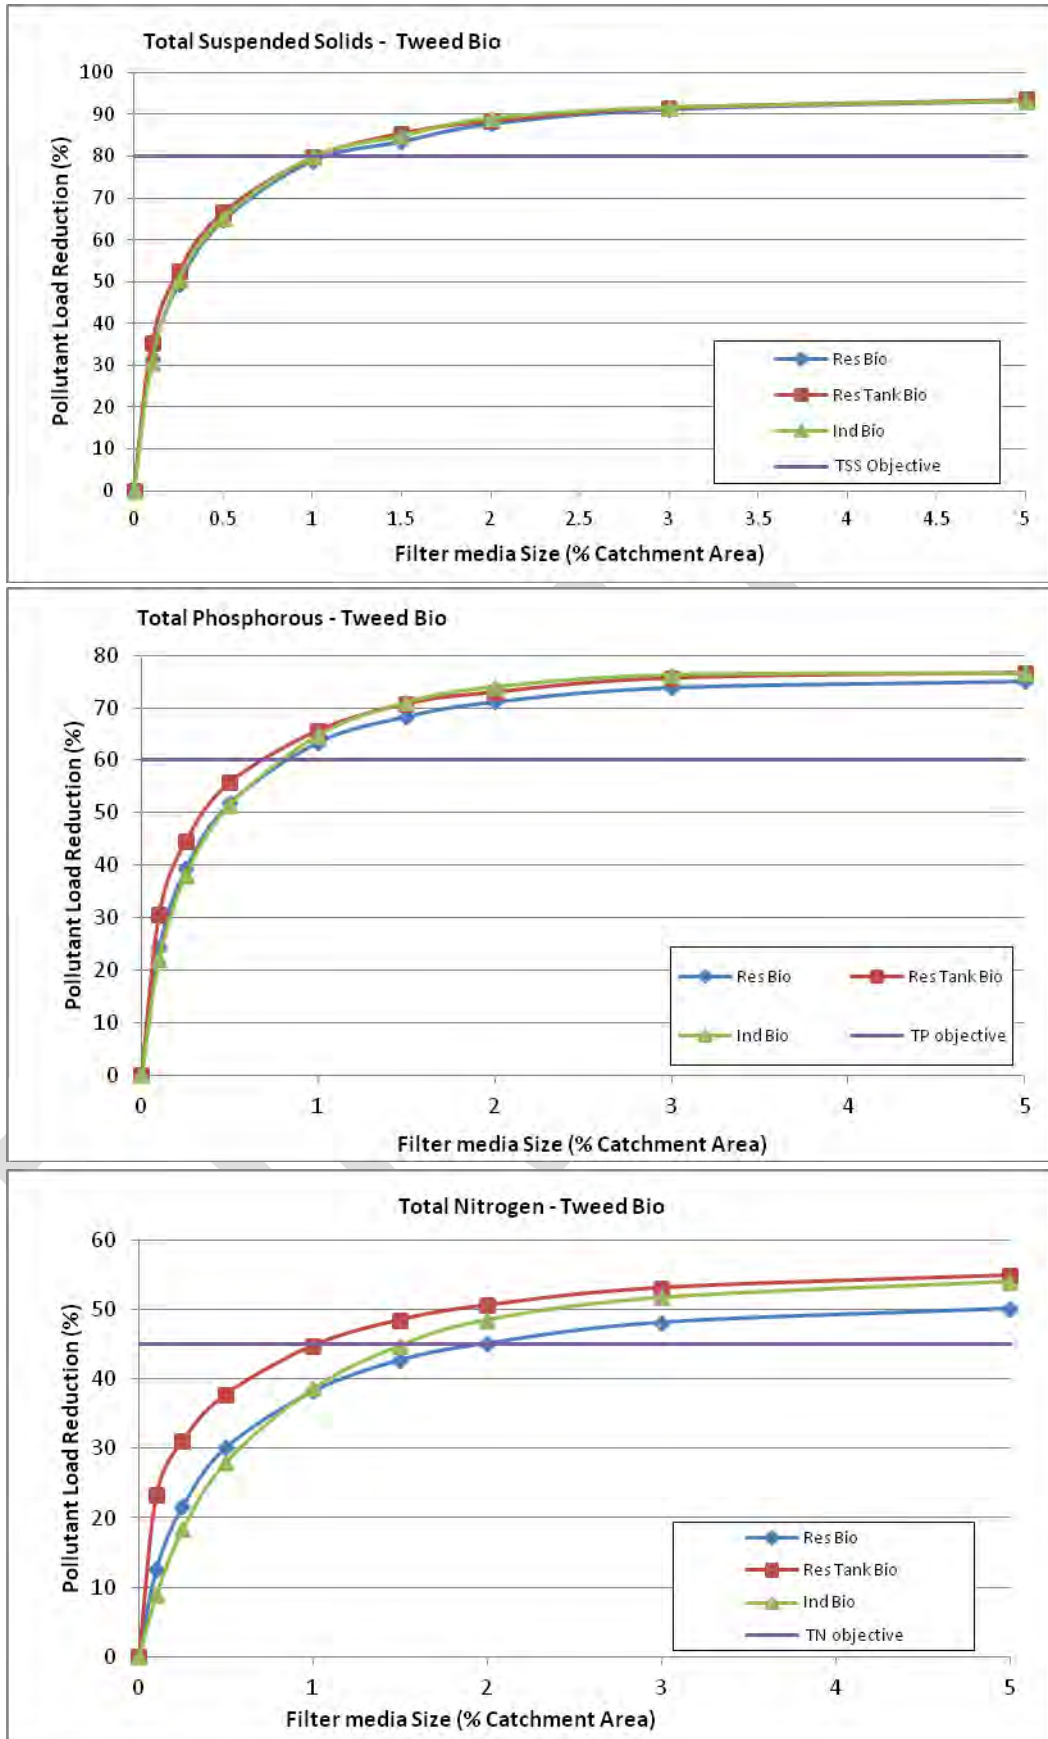 Total Suspended Solids - Tweed Bio
100
90
80
70
60
50
40
30
20
10
0
Pollutant Load Reduction (%)
Res Bio
Res Tank Bio
Ind Bio
TSS Objective
0 0.5 1 1.5 2 2.5 3 3.5 4 4.5 5
Filter media Size (% Catchment Area)
Total Phosphorous - Tweed Bio
80
70
60
50
40
30
20
10
0
Pollutant Load Reduction (%)
Res Bio Res Tank Bio
Ind Bio TP objective
0 1 2 3 4 5
Filter media Size (% Catchment Area)
Total Nitrogen - Tweed Bio
60
50
40
30
20
10
0
Pollutant Load Reduction (%)
Res Bio
Res Tank Bio
Ind Bio
TN objective
0 1 2 3 4 5
Filter media Size (% Catchment Area)